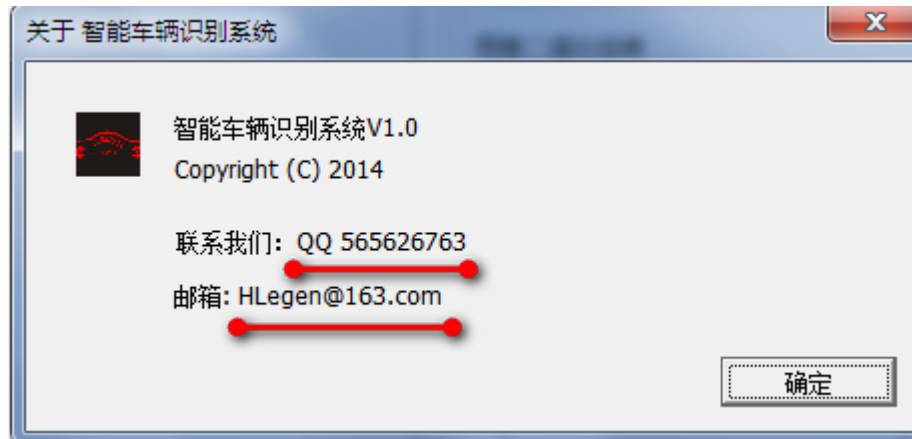 关于 智能车辆识别系统
智能车辆识别系统V1.0
Copyright (C) 2014
联系我们：QQ 565626763
邮箱: HLegen@163.com
确定